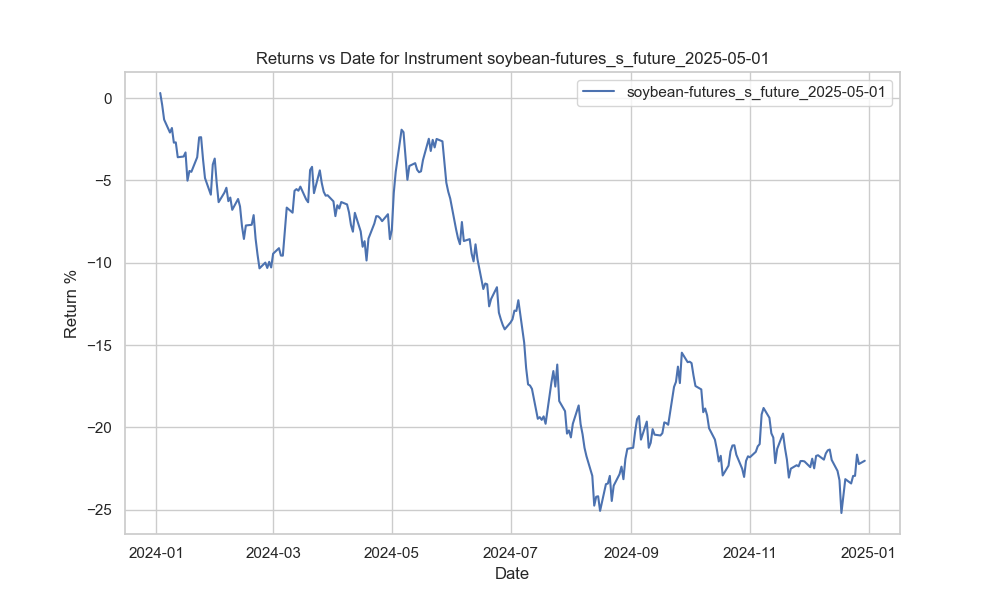 Returns vs Date for Instrument soybean-futures_s_future_2025-05-01
soybean-futures_s_future_2025-05-01
Return %
0
−5
−10
−15
−20
−25
2024-01 2024-03 2024-05 2024-07 2024-09 2024-11 2025-01
Date